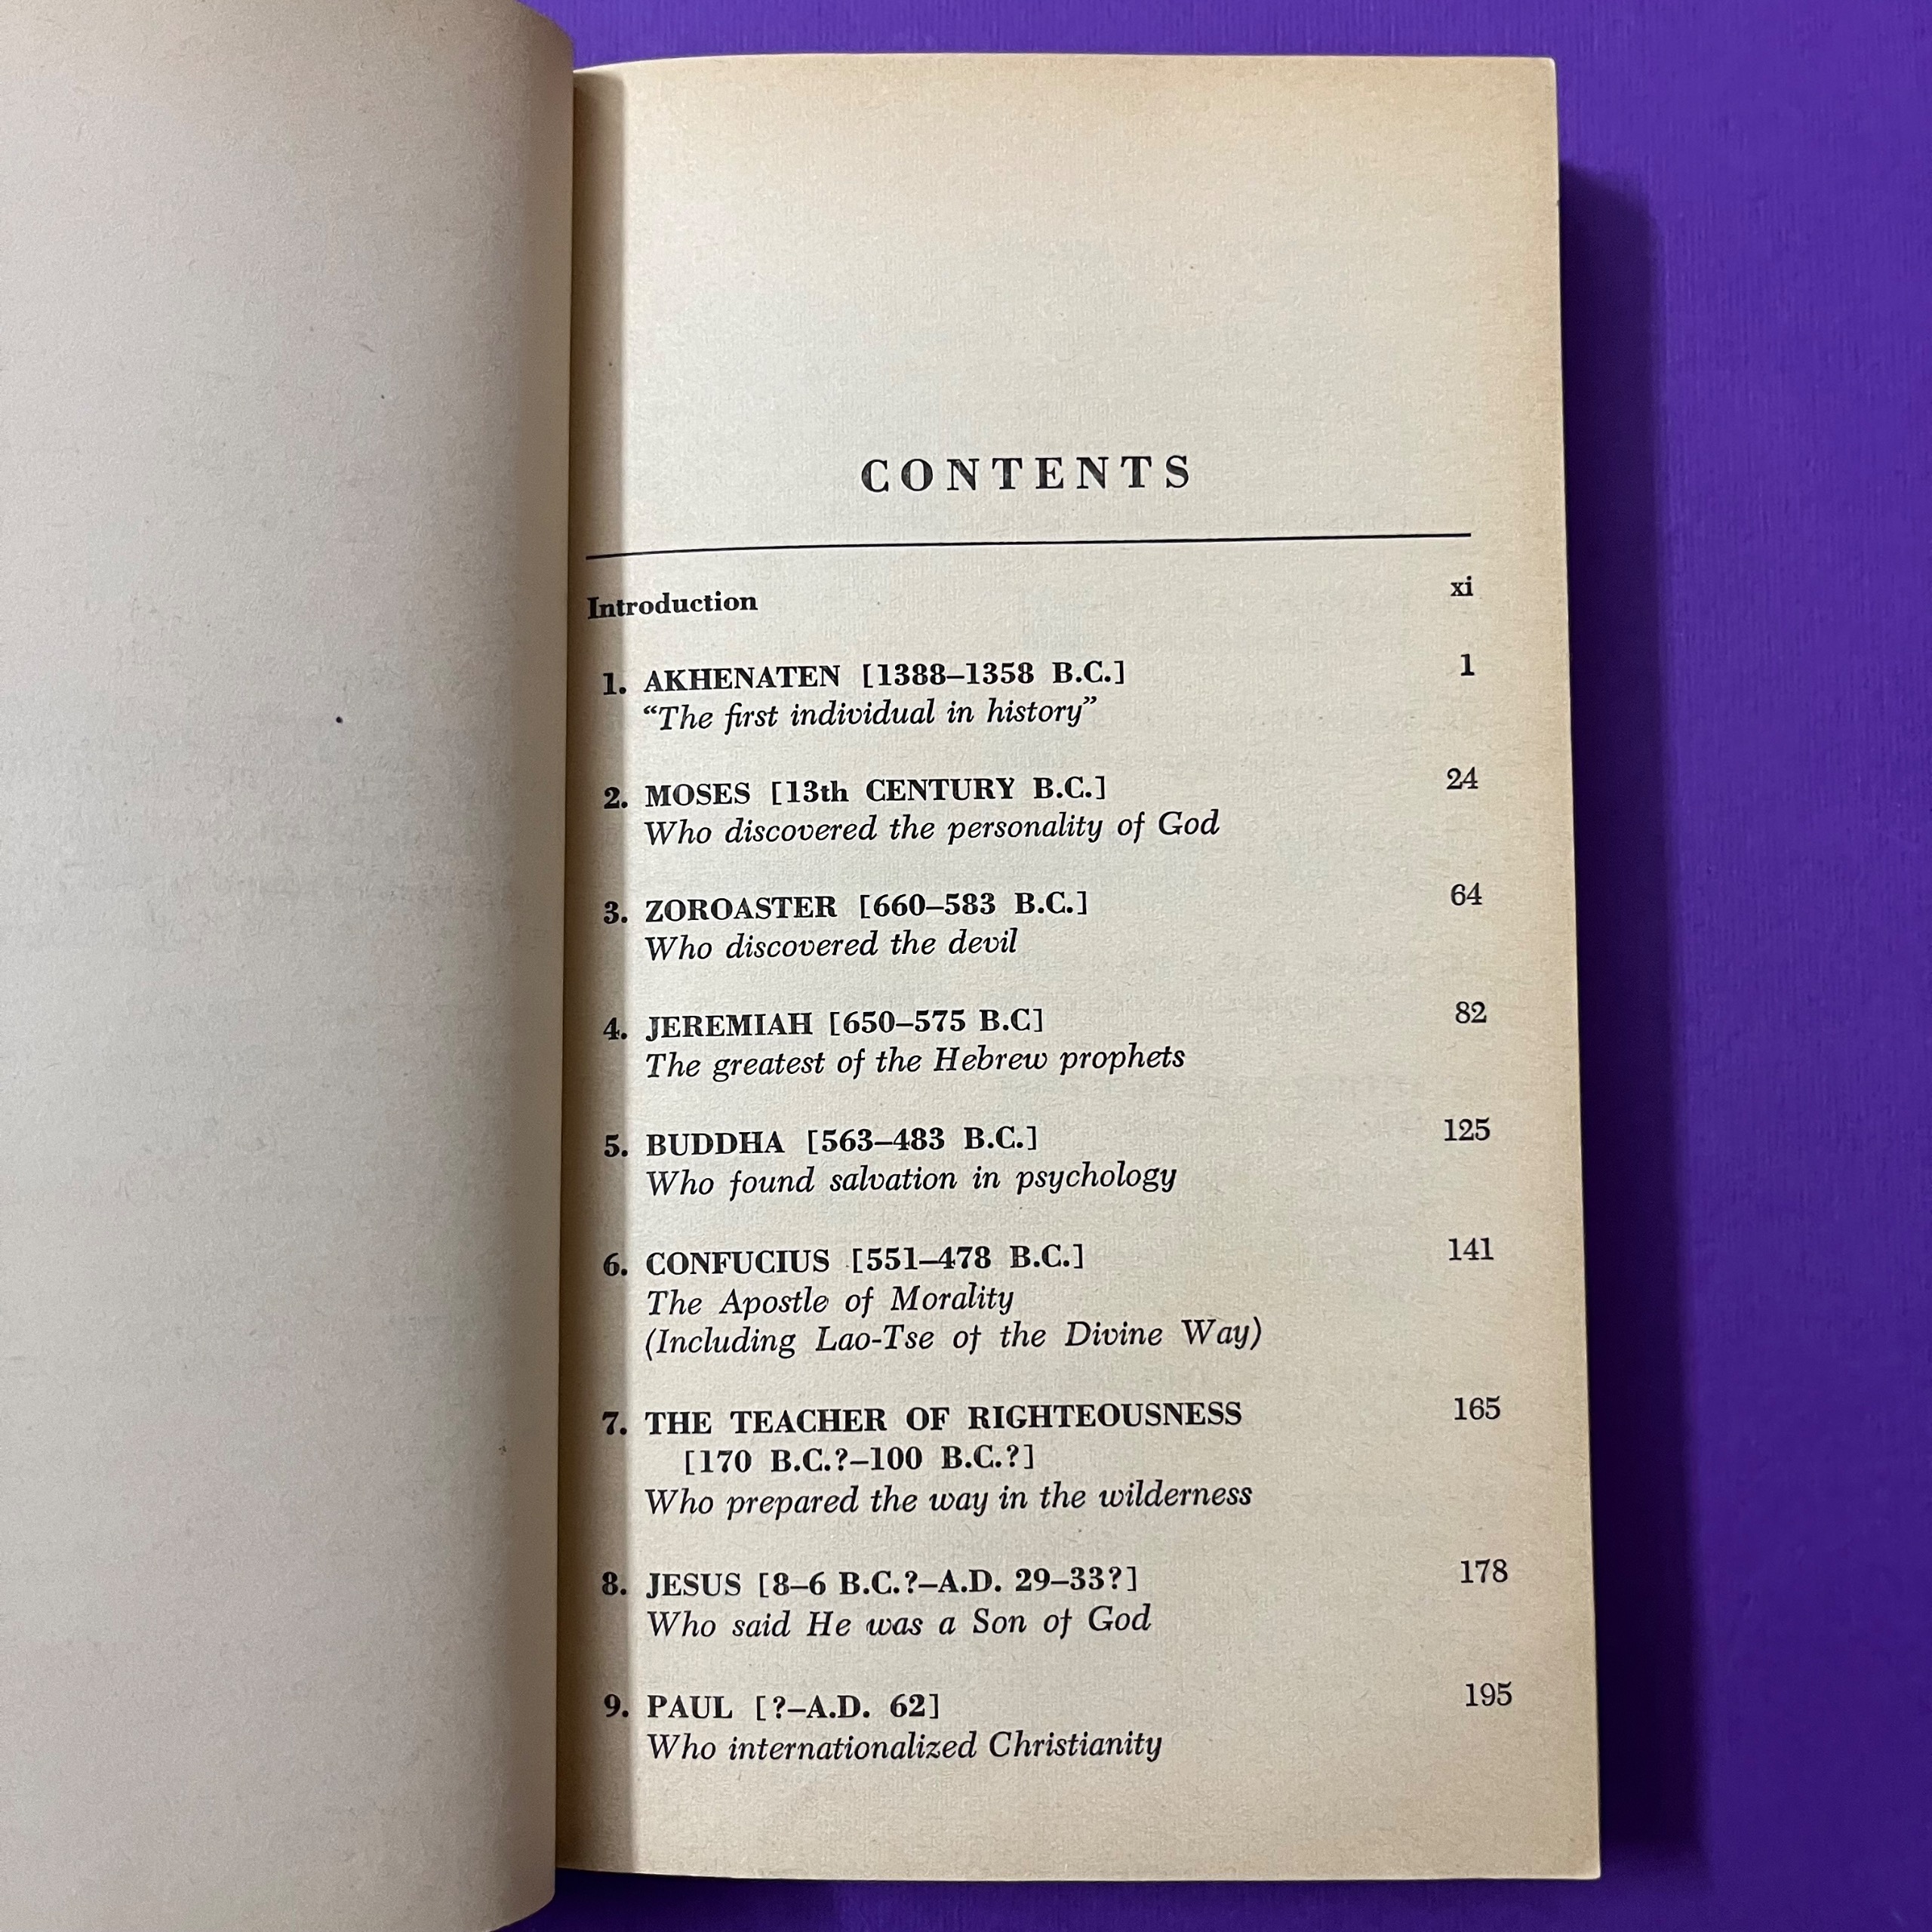 CONTENTS
Introduction xi
1. AKHENATEN [1388–1358 B.C.] 1
“The first individual in history”
2. MOSES [13th CENTURY B.C.] 24
Who discovered the personality of God
3. ZOROASTER [660–583 B.C.] 64
Who discovered the devil
4. JEREMIAH [650–575 B.C] 82
The greatest of the Hebrew prophets
5. BUDDHA [563–483 B.C.] 125
Who found salvation in psychology
6. CONFUCIUS [551–478 B.C.] 141
The Apostle of Morality
(Including Lao-Tse of the Divine Way)
7. THE TEACHER OF RIGHTEOUSNESS 165
[170 B.C.?–100 B.C.?]
Who prepared the way in the wilderness
8. JESUS [8–6 B.C.?–A.D. 29–33?] 178
Who said He was a Son of God
9. PAUL [?–A.D. 62] 195
Who internationalized Christianity